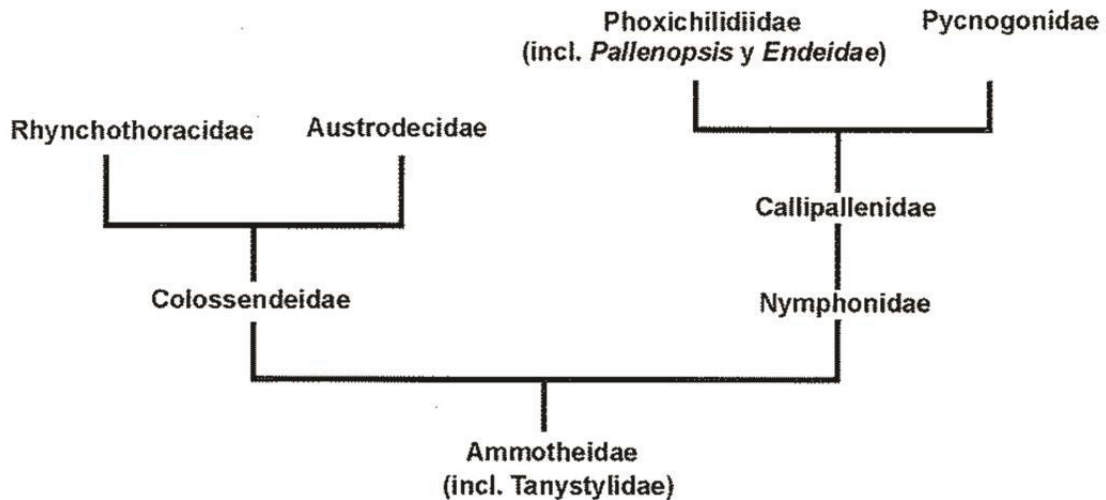 Phoxichilidiidae
(incl. Pallenopsis y Endeidae)
Pycnogonidae
Rhynchothoracidae
Austrodecidae
Callipallenidae
Colossendeidae
Nymphonidae
Ammotheidae
(incl. Tanystylidae)